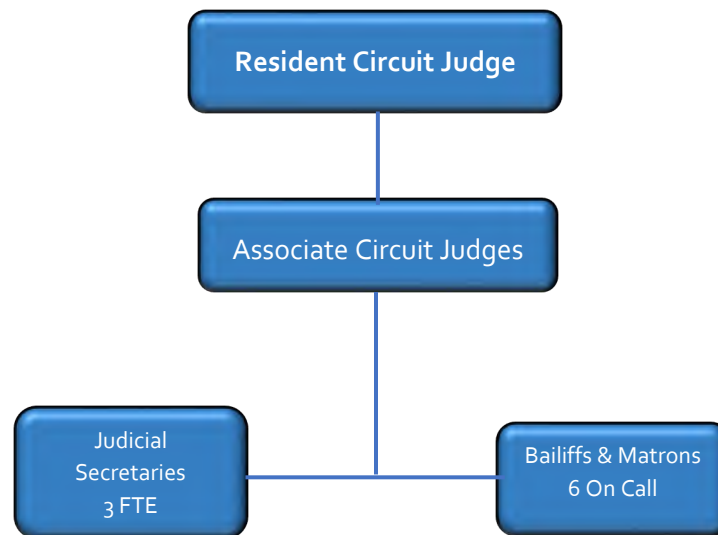 Resident Circuit Judge
Associate Circuit Judges
Judicial
Secretaries
3 FTE
Bailiffs & Matrons
6 On Call